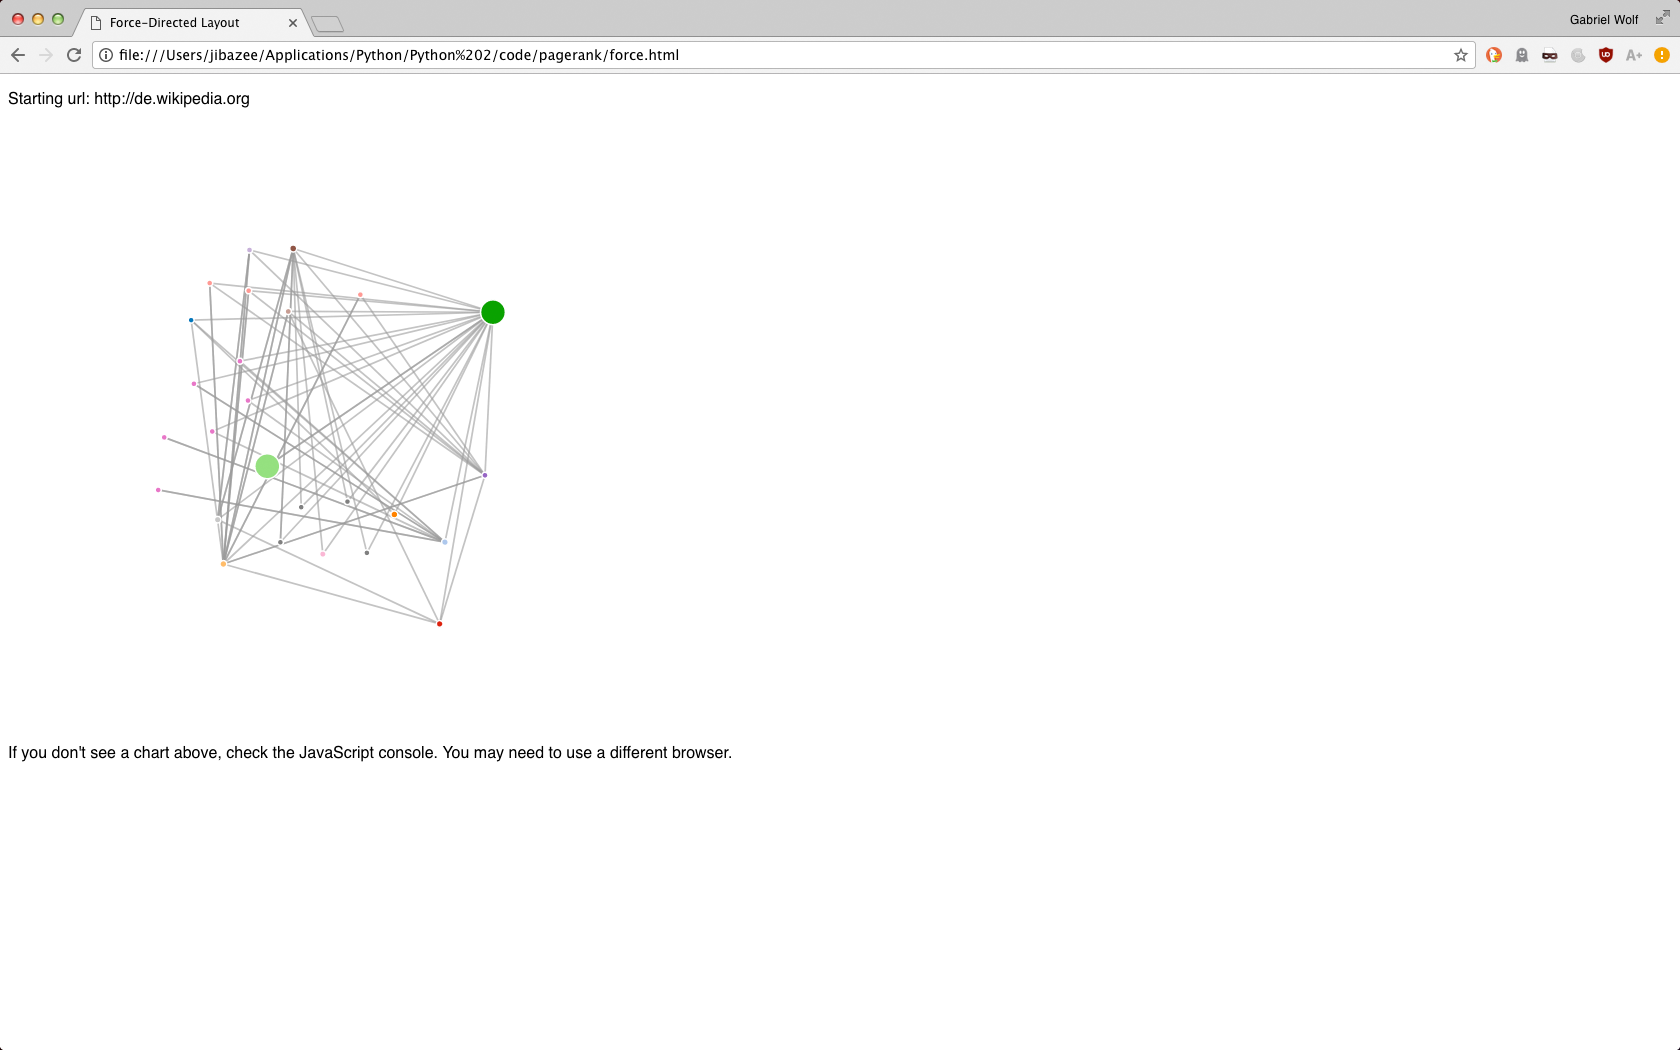 Force-Directed Layout
Gabriel Wolf
file:///Users/jibazee/Applications/Python/Python%202/code/pagerank/force.html
A+
Starting url: http://de.wikipedia.org
If you don't see a chart above, check the JavaScript console. You may need to use a different browser.